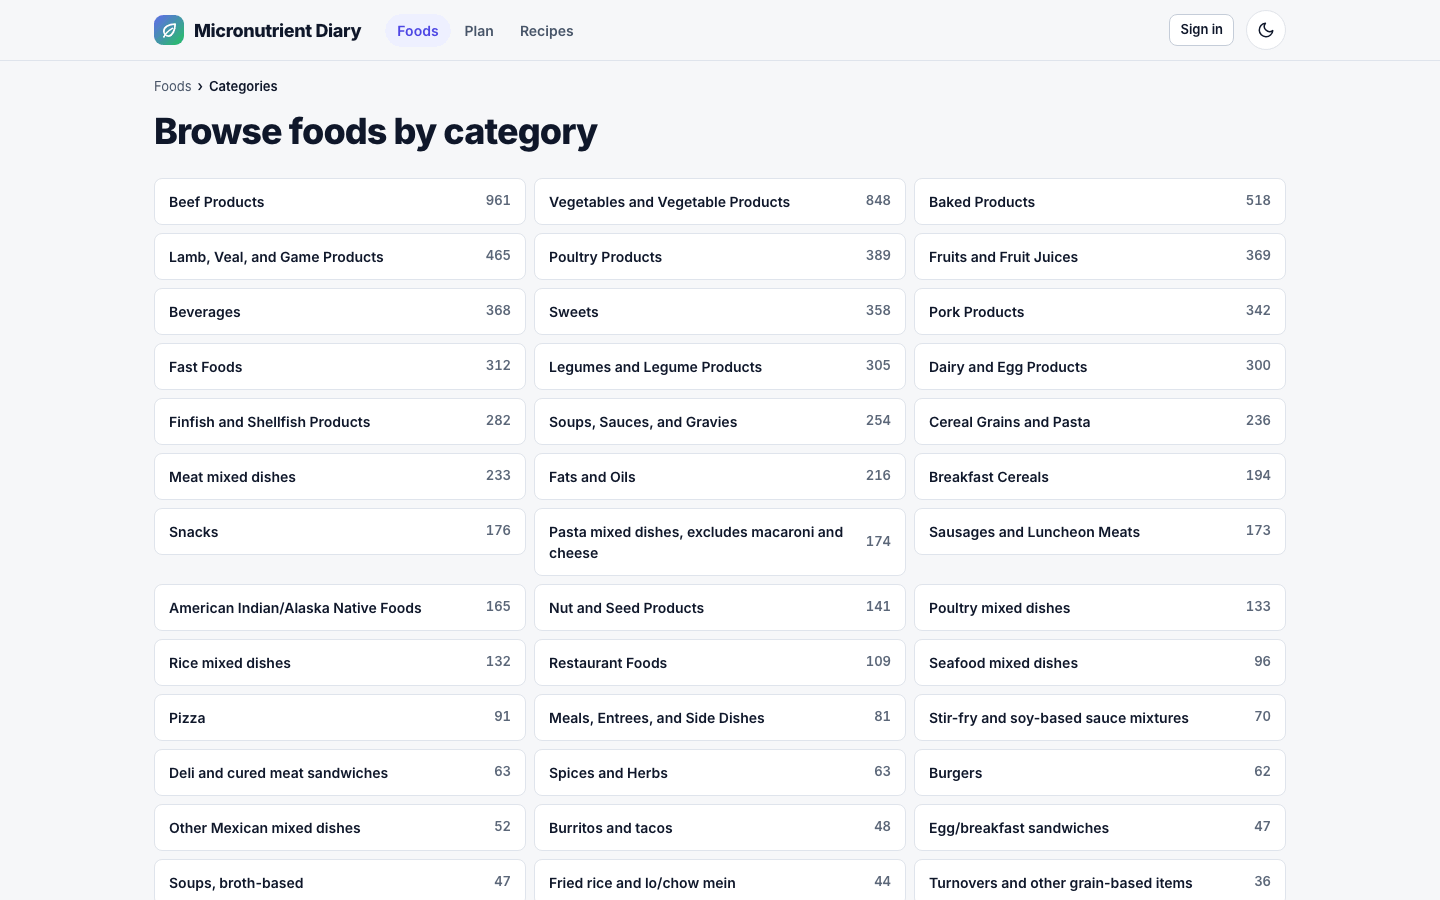 Micronutrient Diary
Foods
Plan
Recipes
Sign in
Foods › Categories
Browse foods by category
Beef Products 961
Vegetables and Vegetable Products 848
Baked Products 518
Lamb, Veal, and Game Products 465
Poultry Products 389
Fruits and Fruit Juices 369
Beverages 368
Sweets 358
Pork Products 342
Fast Foods 312
Legumes and Legume Products 305
Dairy and Egg Products 300
Finfish and Shellfish Products 282
Soups, Sauces, and Gravies 254
Cereal Grains and Pasta 236
Meat mixed dishes 233
Fats and Oils 216
Breakfast Cereals 194
Snacks 176
Pasta mixed dishes, excludes macaroni and
cheese 174
Sausages and Luncheon Meats 173
American Indian/Alaska Native Foods 165
Nut and Seed Products 141
Poultry mixed dishes 133
Rice mixed dishes 132
Restaurant Foods 109
Seafood mixed dishes 96
Pizza 91
Meals, Entrees, and Side Dishes 81
Stir-fry and soy-based sauce mixtures 70
Deli and cured meat sandwiches 63
Spices and Herbs 63
Burgers 62
Other Mexican mixed dishes 52
Burritos and tacos 48
Egg/breakfast sandwiches 47
Soups, broth-based 47
Fried rice and lo/chow mein 44
Turnovers and other grain-based items 36